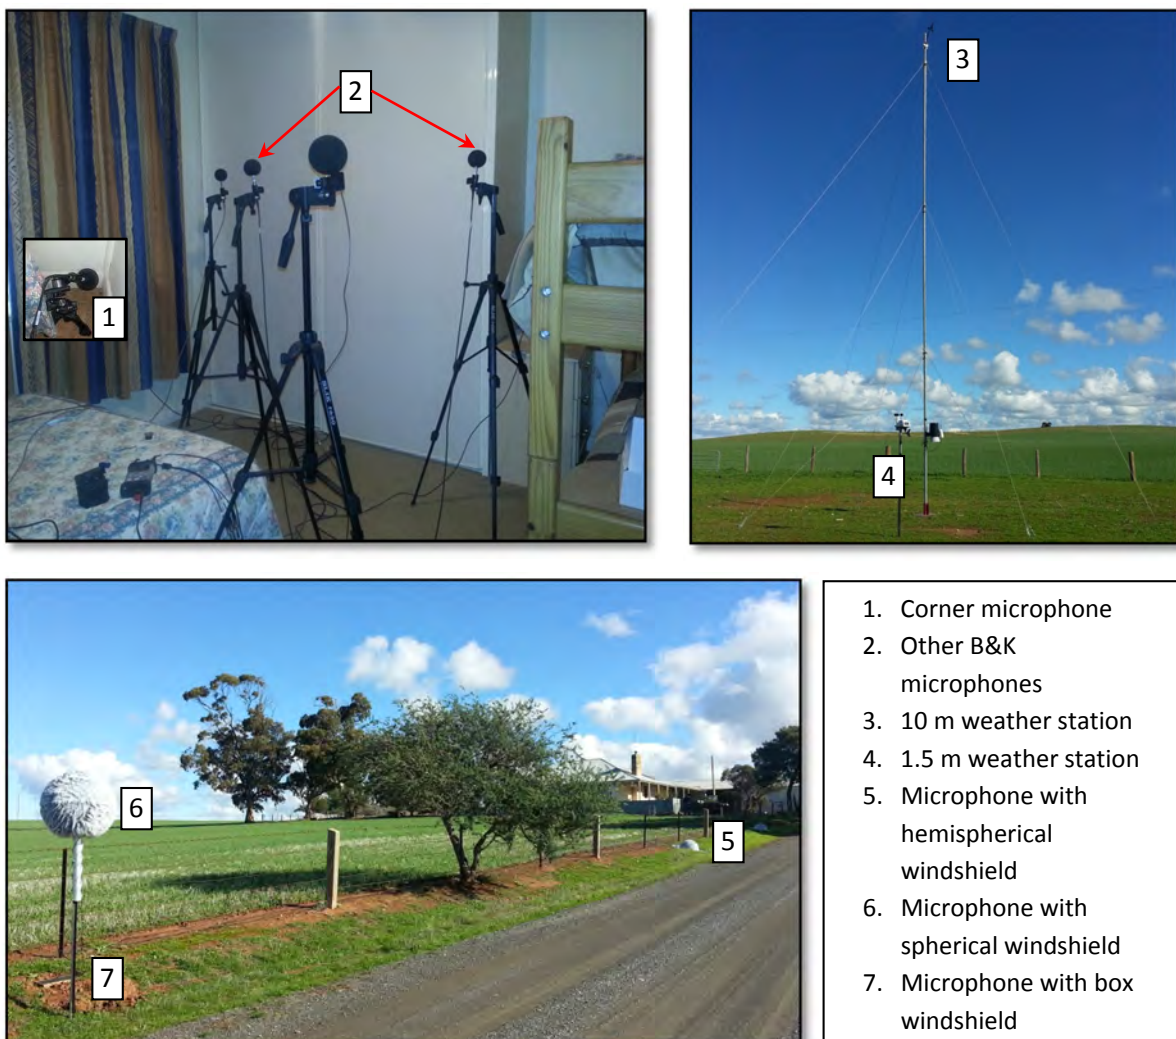 2
1
3
4
6
5
7
1. Corner microphone
2. Other B&K
microphones
3. 10 m weather station
4. 1.5 m weather station
5. Microphone with
hemispherical
windshield
6. Microphone with
spherical windshield
7. Microphone with box
windshield